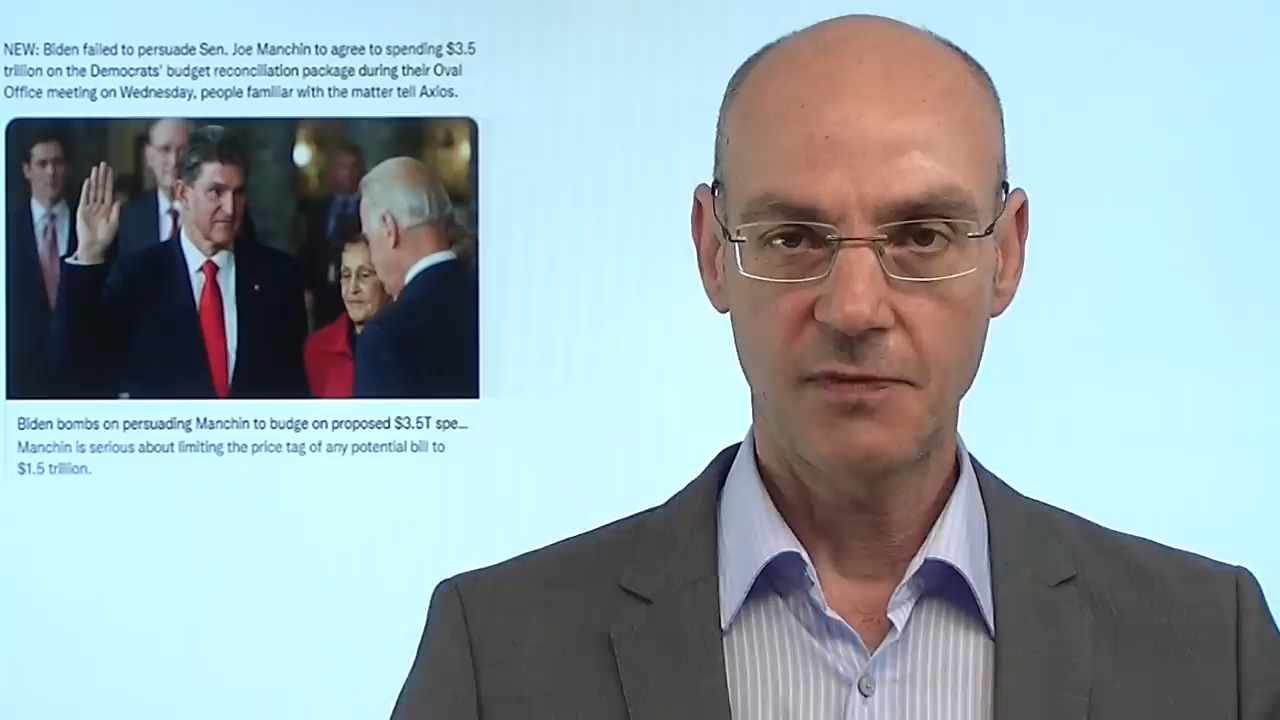 NEW: Biden failed to persuade Sen. Joe Manchin to agree to spending $3.5
trillion on the Democrats' budget reconciliation package during their Oval
Office meeting on Wednesday, people familiar with the matter tell Axios.
Biden bombs on persuading Manchin to budge on proposed $3.5T spe...
Manchin is serious about limiting the price tag of any potential bill to
$1.5 trillion.